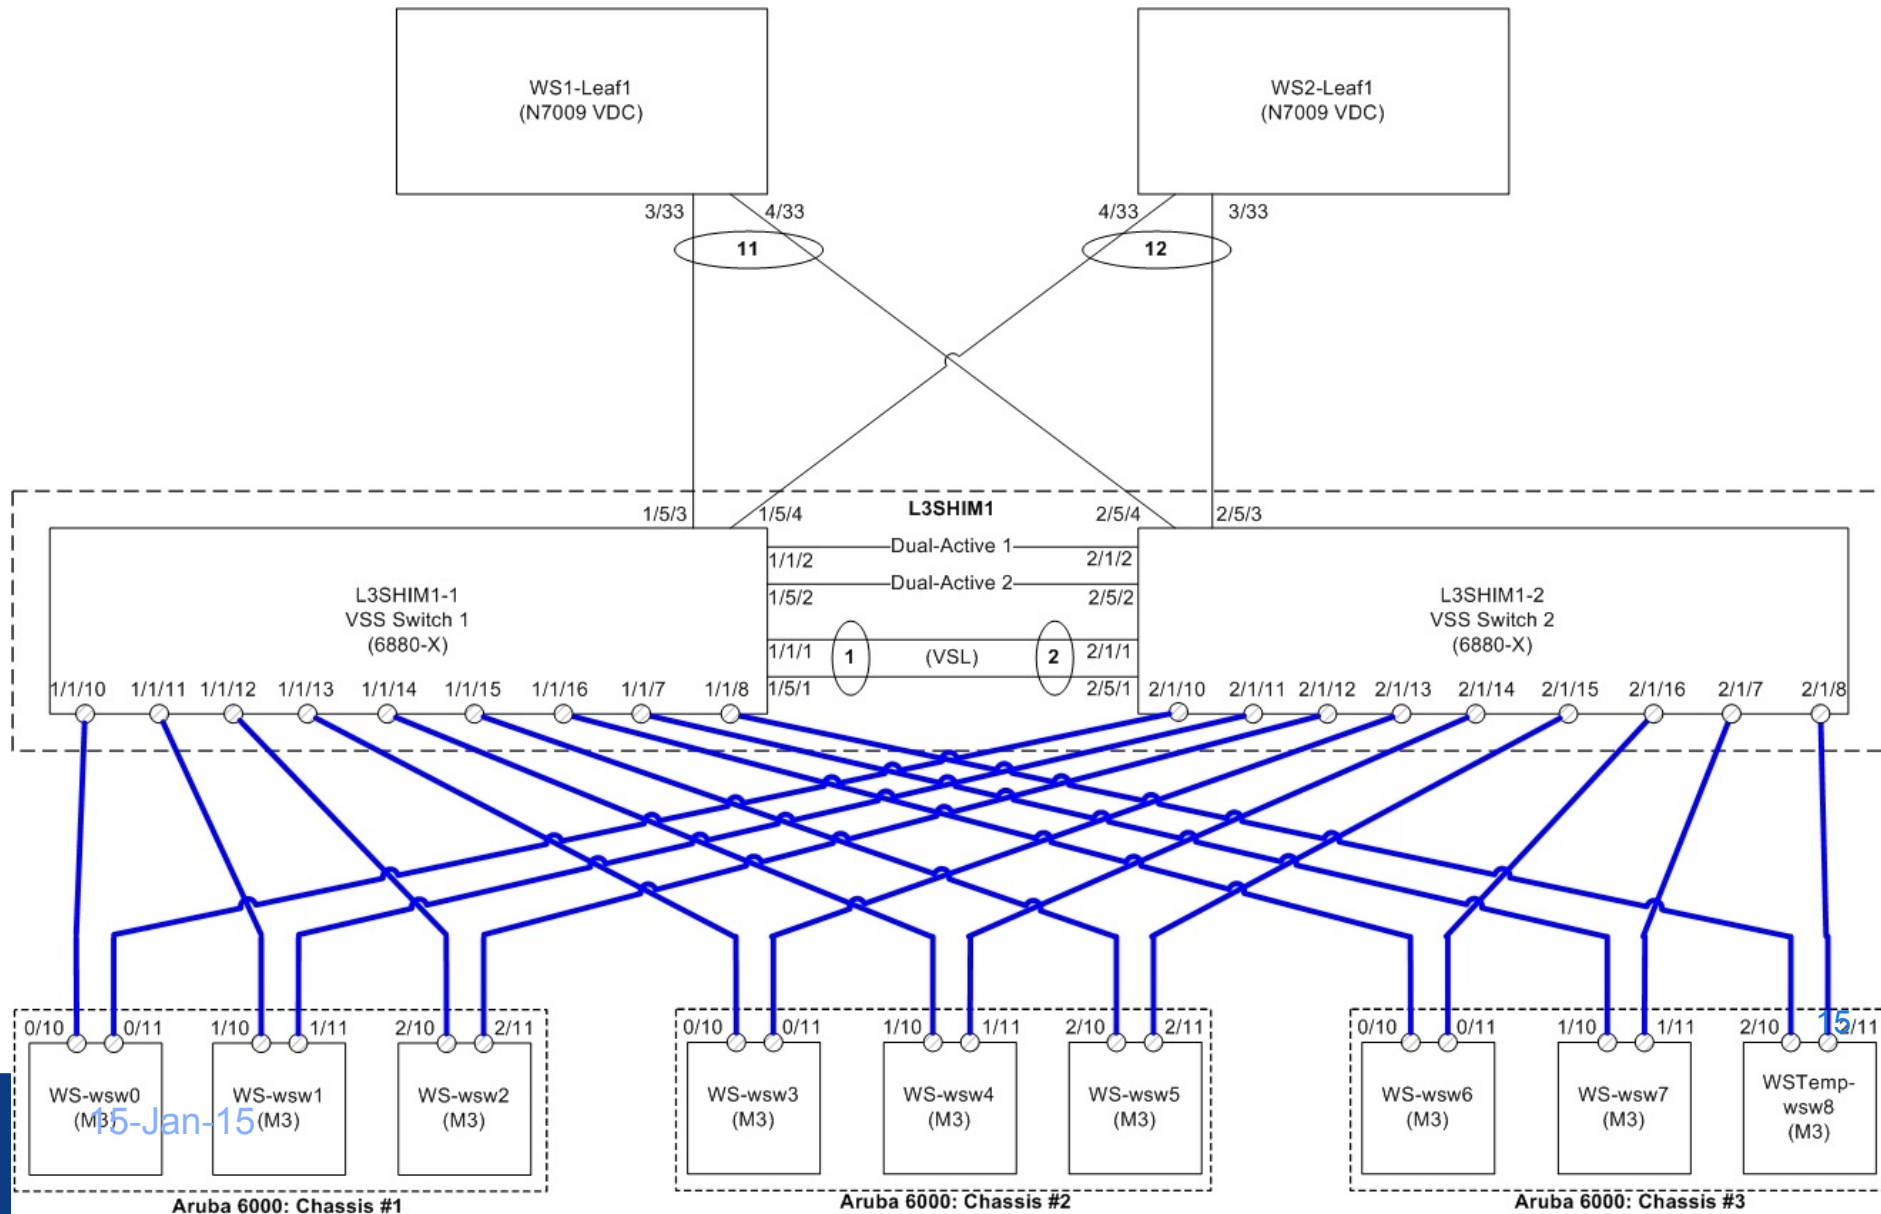 WS1-Leaf1
(N7009 VDC)
WS2-Leaf1
(N7009 VDC)
3/33
4/33
4/33
3/33
11
12
L3SHIM1
1/5/3
1/5/4
2/5/4
2/5/3
Dual-Active 1
1/1/2
2/1/2
Dual-Active 2
1/5/2
2/5/2
L3SHIM1-1
VSS Switch 1
(6880-X)
L3SHIM1-2
VSS Switch 2
(6880-X)
1/1/1
1
(VSL)
2
2/1/1
1/5/1
2/5/1
1/1/10
1/1/11
1/1/12
1/1/13
1/1/14
1/1/15
1/1/16
1/1/7
1/1/8
2/1/10
2/1/11
2/1/12
2/1/13
2/1/14
2/1/15
2/1/16
2/1/7
2/1/8
0/10
0/11
1/10
1/11
2/10
2/11
0/10
0/11
1/10
1/11
2/10
2/11
0/10
0/11
1/10
1/11
2/10
2/11
15
WS-wsw0
(M3)
WS-wsw1
(M3)
WS-wsw2
(M3)
WS-wsw3
(M3)
WS-wsw4
(M3)
WS-wsw5
(M3)
WS-wsw6
(M3)
WS-wsw7
(M3)
WSTemp-
wsw8
(M3)
15-Jan-15
Aruba 6000: Chassis #1
Aruba 6000: Chassis #2
Aruba 6000: Chassis #3